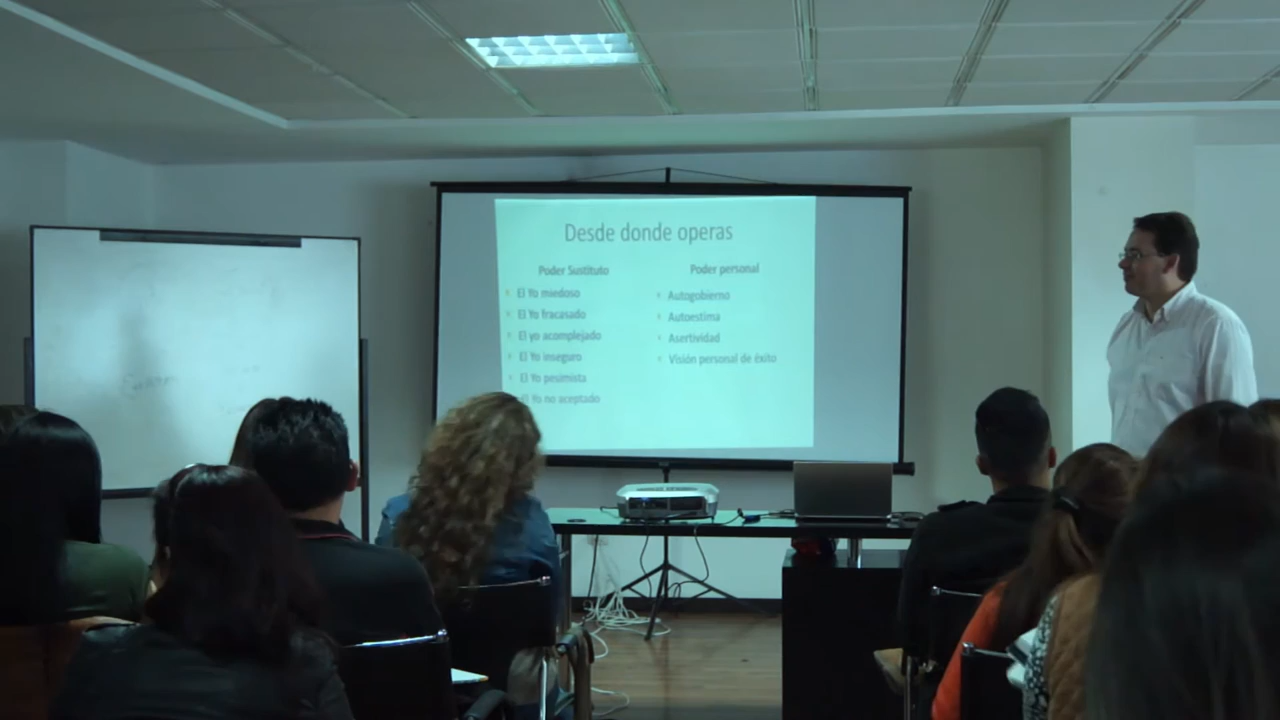 Desde donde operas
Poder Sustituto
El Yo miedoso
El Yo fracasado
El yo acomplejado
El Yo inseguro
El Yo pesimista
El Yo no aceptado
Poder personal
Autogobierno
Autoestima
Asertividad
Visión personal de éxito